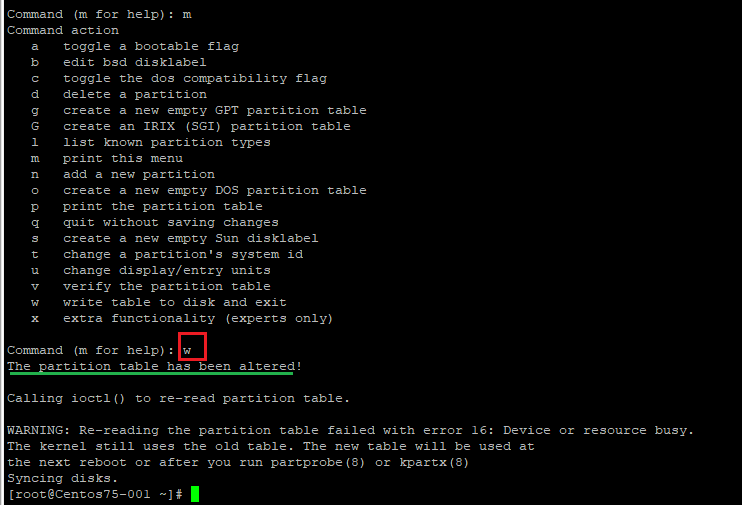 Command (m for help): m
Command action
   a   toggle a bootable flag
   b   edit bsd disklabel
   c   toggle the dos compatibility flag
   d   delete a partition
   g   create a new empty GPT partition table
   G   create an IRIX (SGI) partition table
   l   list known partition types
   m   print this menu
   n   add a new partition
   o   create a new empty DOS partition table
   p   print the partition table
   q   quit without saving changes
   s   create a new empty Sun disklabel
   t   change a partition's system id
   u   change display/entry units
   v   verify the partition table
   w   write table to disk and exit
   x   extra functionality (experts only)
Command (m for help): w
The partition table has been altered!
Calling ioctl() to re-read partition table.
WARNING: Re-reading the partition table failed with error 16: Device or resource busy.
The kernel still uses the old table. The new table will be used at
the next reboot or after you run partprobe(8) or kpartx(8)
Syncing disks.
[root@Centos75-001 ~]#